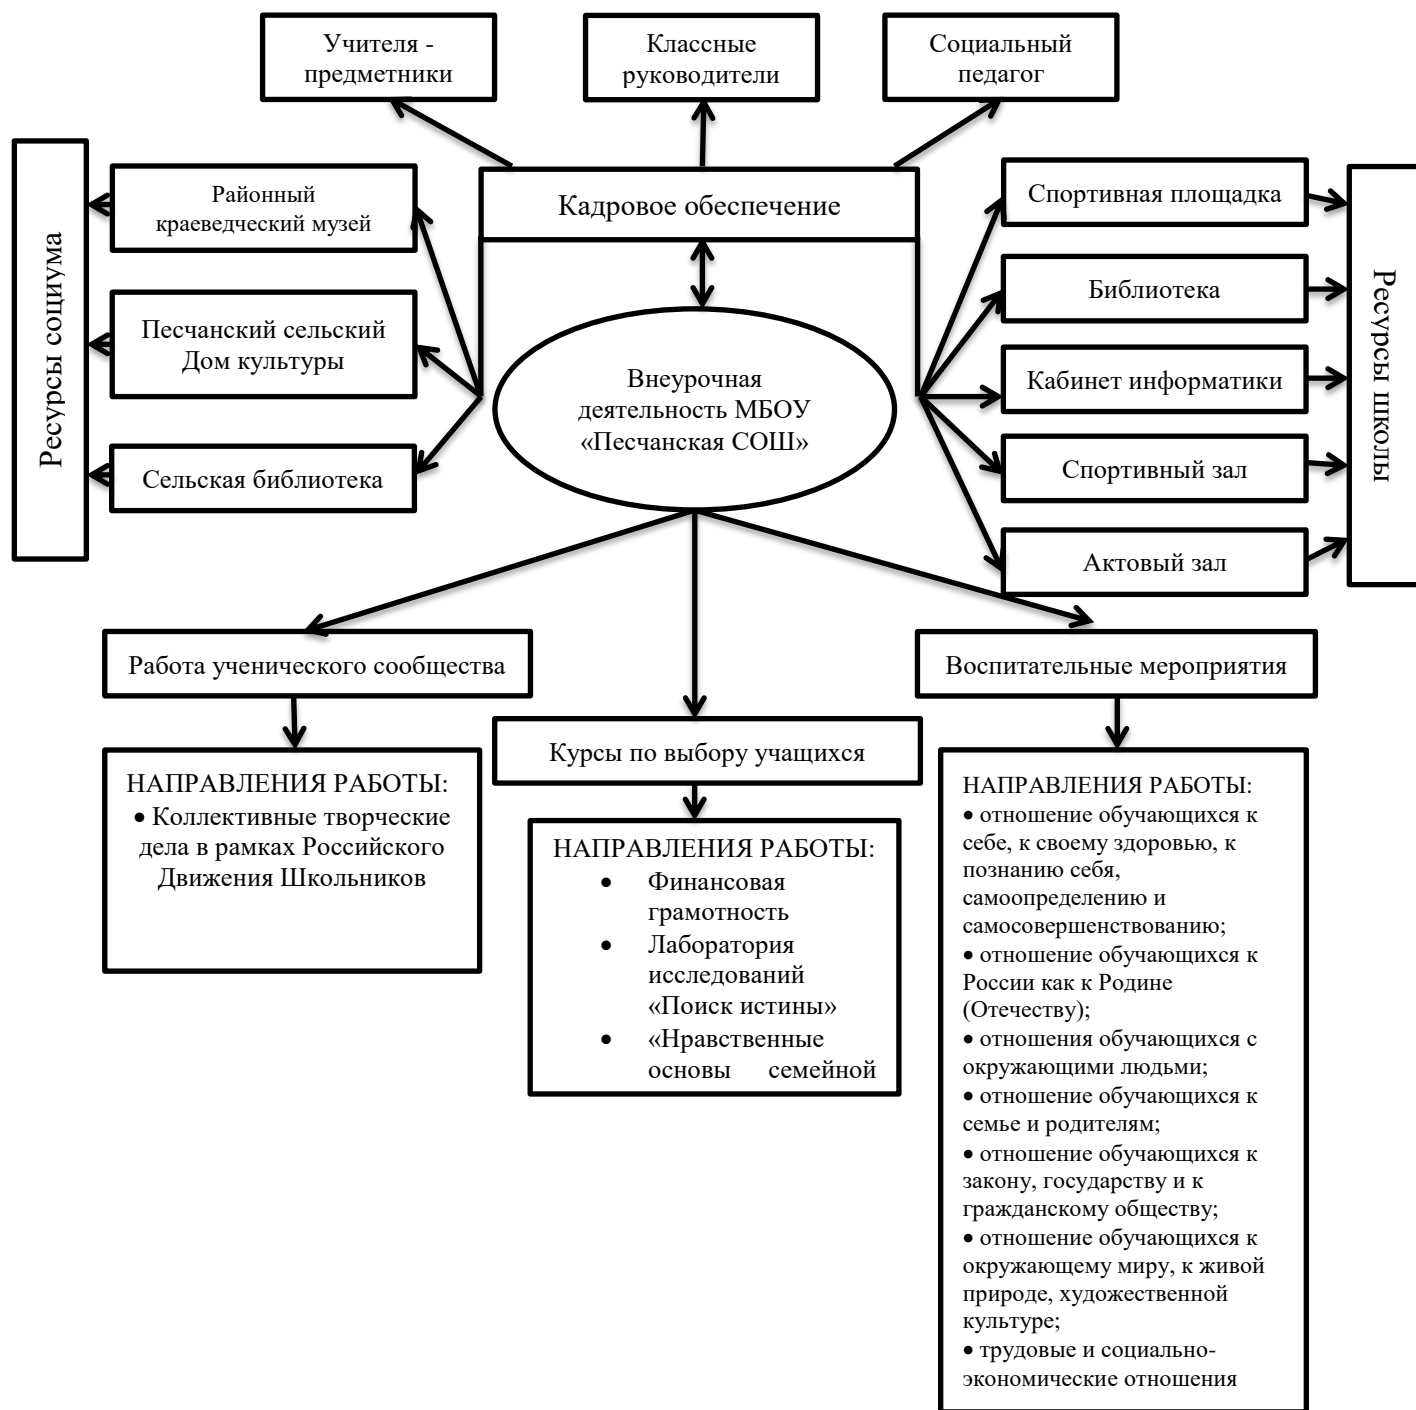 Учителя -
предметники
Классные
руководители
Социальный
педагог
Ресурсы социума
Районный
краеведческий музей
Песчанский сельский
Дом культуры
Сельская библиотека
Кадровое обеспечение
Внеурочная
деятельность МБОУ
«Песчанская СОШ»
Спортивная площадка
Библиотека
Кабинет информатики
Спортивный зал
Актовый зал
Ресурсы школы
Работа ученического сообщества
НАПРАВЛЕНИЯ РАБОТЫ:
• Коллективные творческие
дела в рамках Российского
Движения Школьников
Курсы по выбору учащихся
НАПРАВЛЕНИЯ РАБОТЫ:
• Финансовая
грамотность
• Лаборатория
исследований
«Поиск истины»
• «Нравственные
основы семейной
Воспитательные мероприятия
НАПРАВЛЕНИЯ РАБОТЫ:
• отношение обучающихся к
себе, к своему здоровью, к
познанию себя,
самоопределению и
самосовершенствованию;
• отношение обучающихся к
России как к Родине
(Отечеству);
• отношения обучающихся с
окружающими людьми;
• отношение обучающихся к
семье и родителям;
• отношение обучающихся к
закону, государству и к
гражданскому обществу;
• отношение обучающихся к
окружающему миру, к живой
природе, художественной
культуре;
• трудовые и социально-
экономические отношения